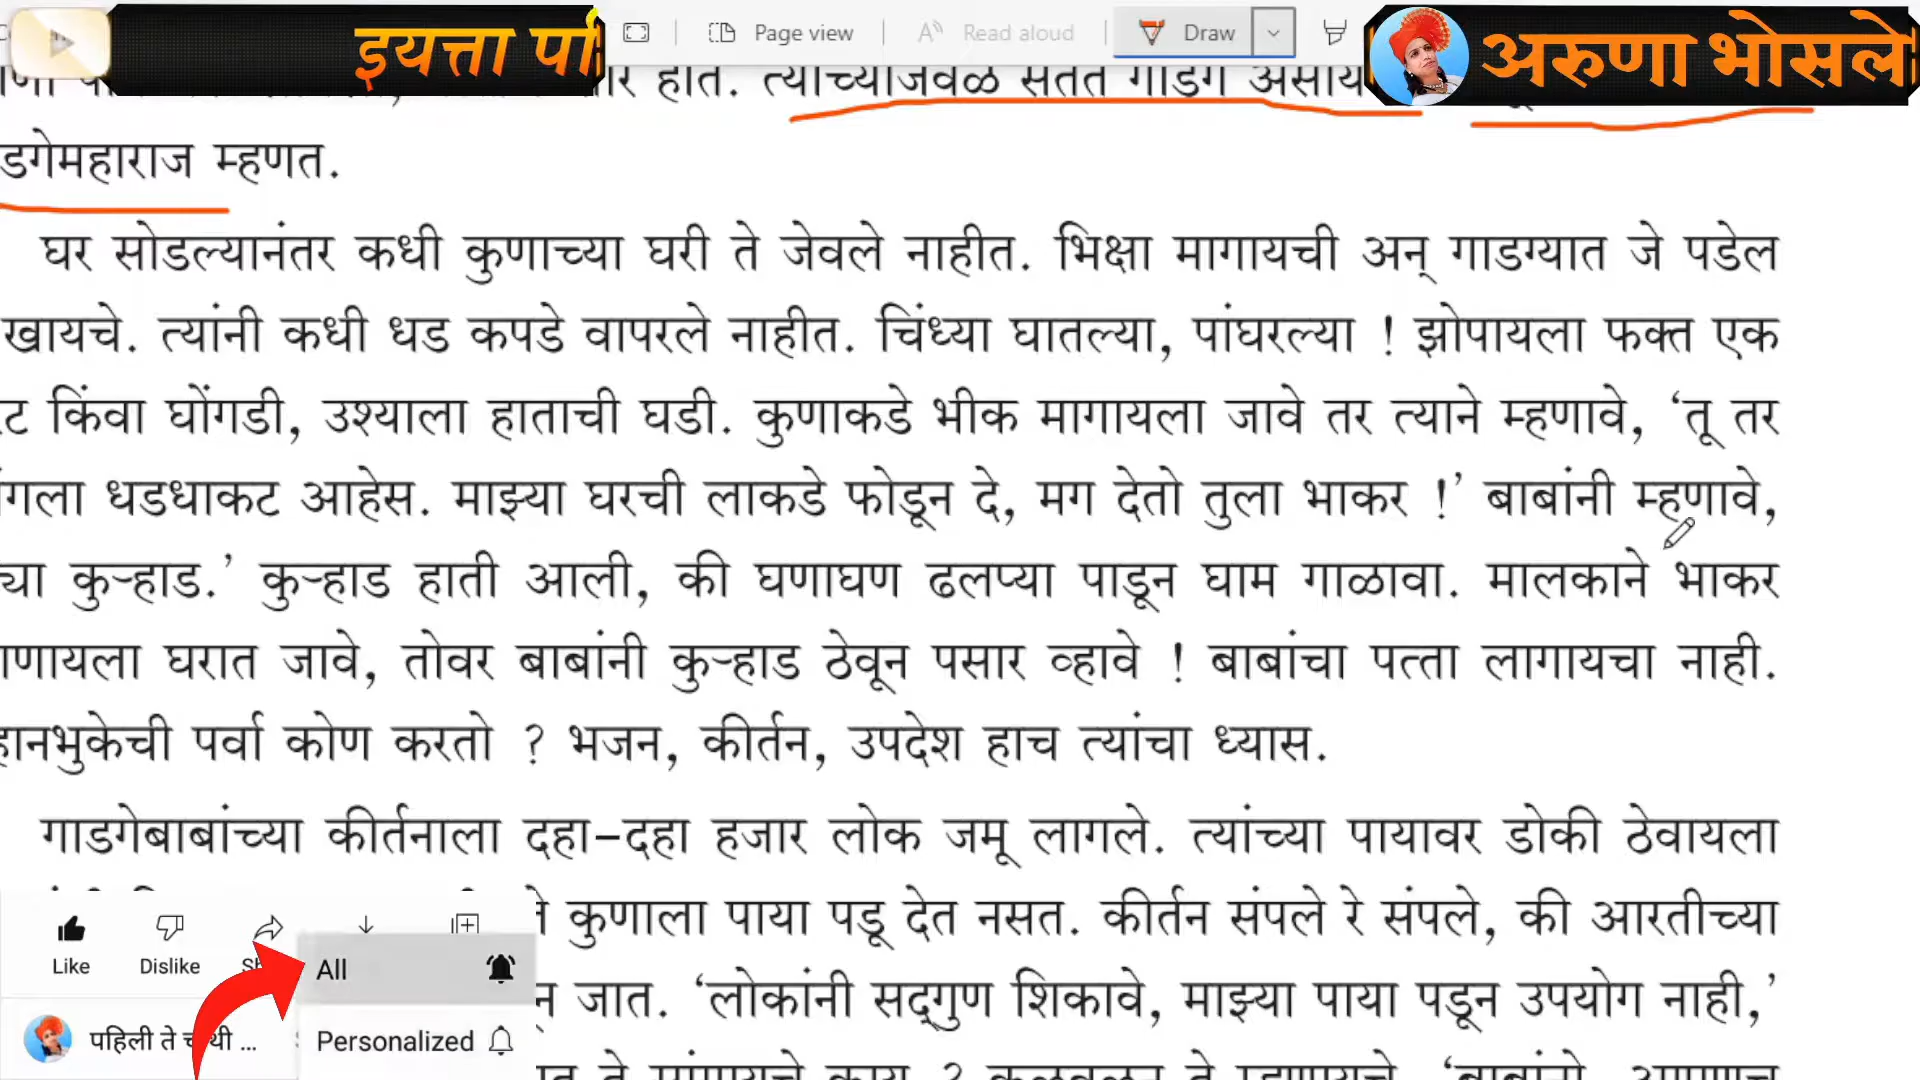 इयत्ता पां
Page view
Read aloud
Draw
अरुणा भोसले
होते. त्यांच्याजवळ सतत गाडगे
डगेमहाराज म्हणत.
घर सोडल्यानंतर कधी कुणाच्या घरी ते जेवले नाहीत. भिक्षा मागायची अन् गाडग्यात जे पडेल
खायचे. त्यांनी कधी धड कपडे वापरले नाहीत. चिंध्या घातल्या, पांघरल्या ! झोपायला फक्त एक
किंवा घोंगडी, उश्याला हाताची घडी. कुणाकडे भीक मागायला जावे तर त्याने म्हणावे, ‘तू तर
गला धडधाकट आहेस. माझ्या घरची लाकडे फोडून दे, मग देतो तुला भाकर !’ बाबांनी म्हणावे,
द्या कुऱ्हाड.’ कुऱ्हाड हाती आली, की घणाघण ढलप्या पाडून घाम गाळावा. मालकाने भाकर
णायला घरात जावे, तोवर बाबांनी कुऱ्हाड ठेवून पसार व्हावे ! बाबांचा पत्ता लागायचा नाही.
हानभुकेची पर्वा कोण करतो ? भजन, कीर्तन, उपदेश हाच त्यांचा ध्यास.
गाडगेबाबांच्या कीर्तनाला दहा-दहा हजार लोक जमू लागले. त्यांच्या पायावर डोकी ठेवायला
कुणाला पाया पडू देत नसत. कीर्तन संपले रे संपले, की आरतीच्या
जात. ‘लोकांनी सद्‌गुण शिकावे, माझ्या पाया पडून उपयोग नाही,’
Like
Dislike
All
पहिली ते चौथी ...
Personalized